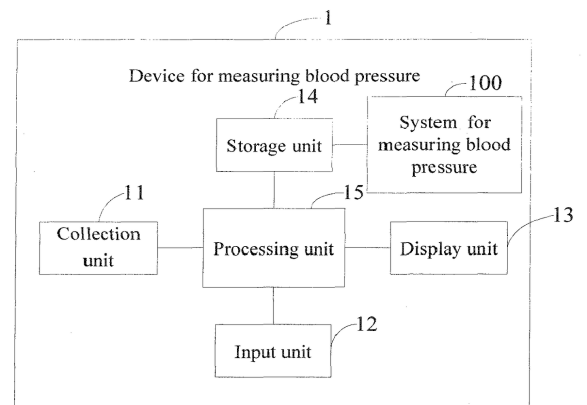 1
Device for measuring blood pressure
14
100
Storage unit
System for
measuring blood
pressure
11
15
Collection
unit
Processing unit
Display unit
13
12
Input unit